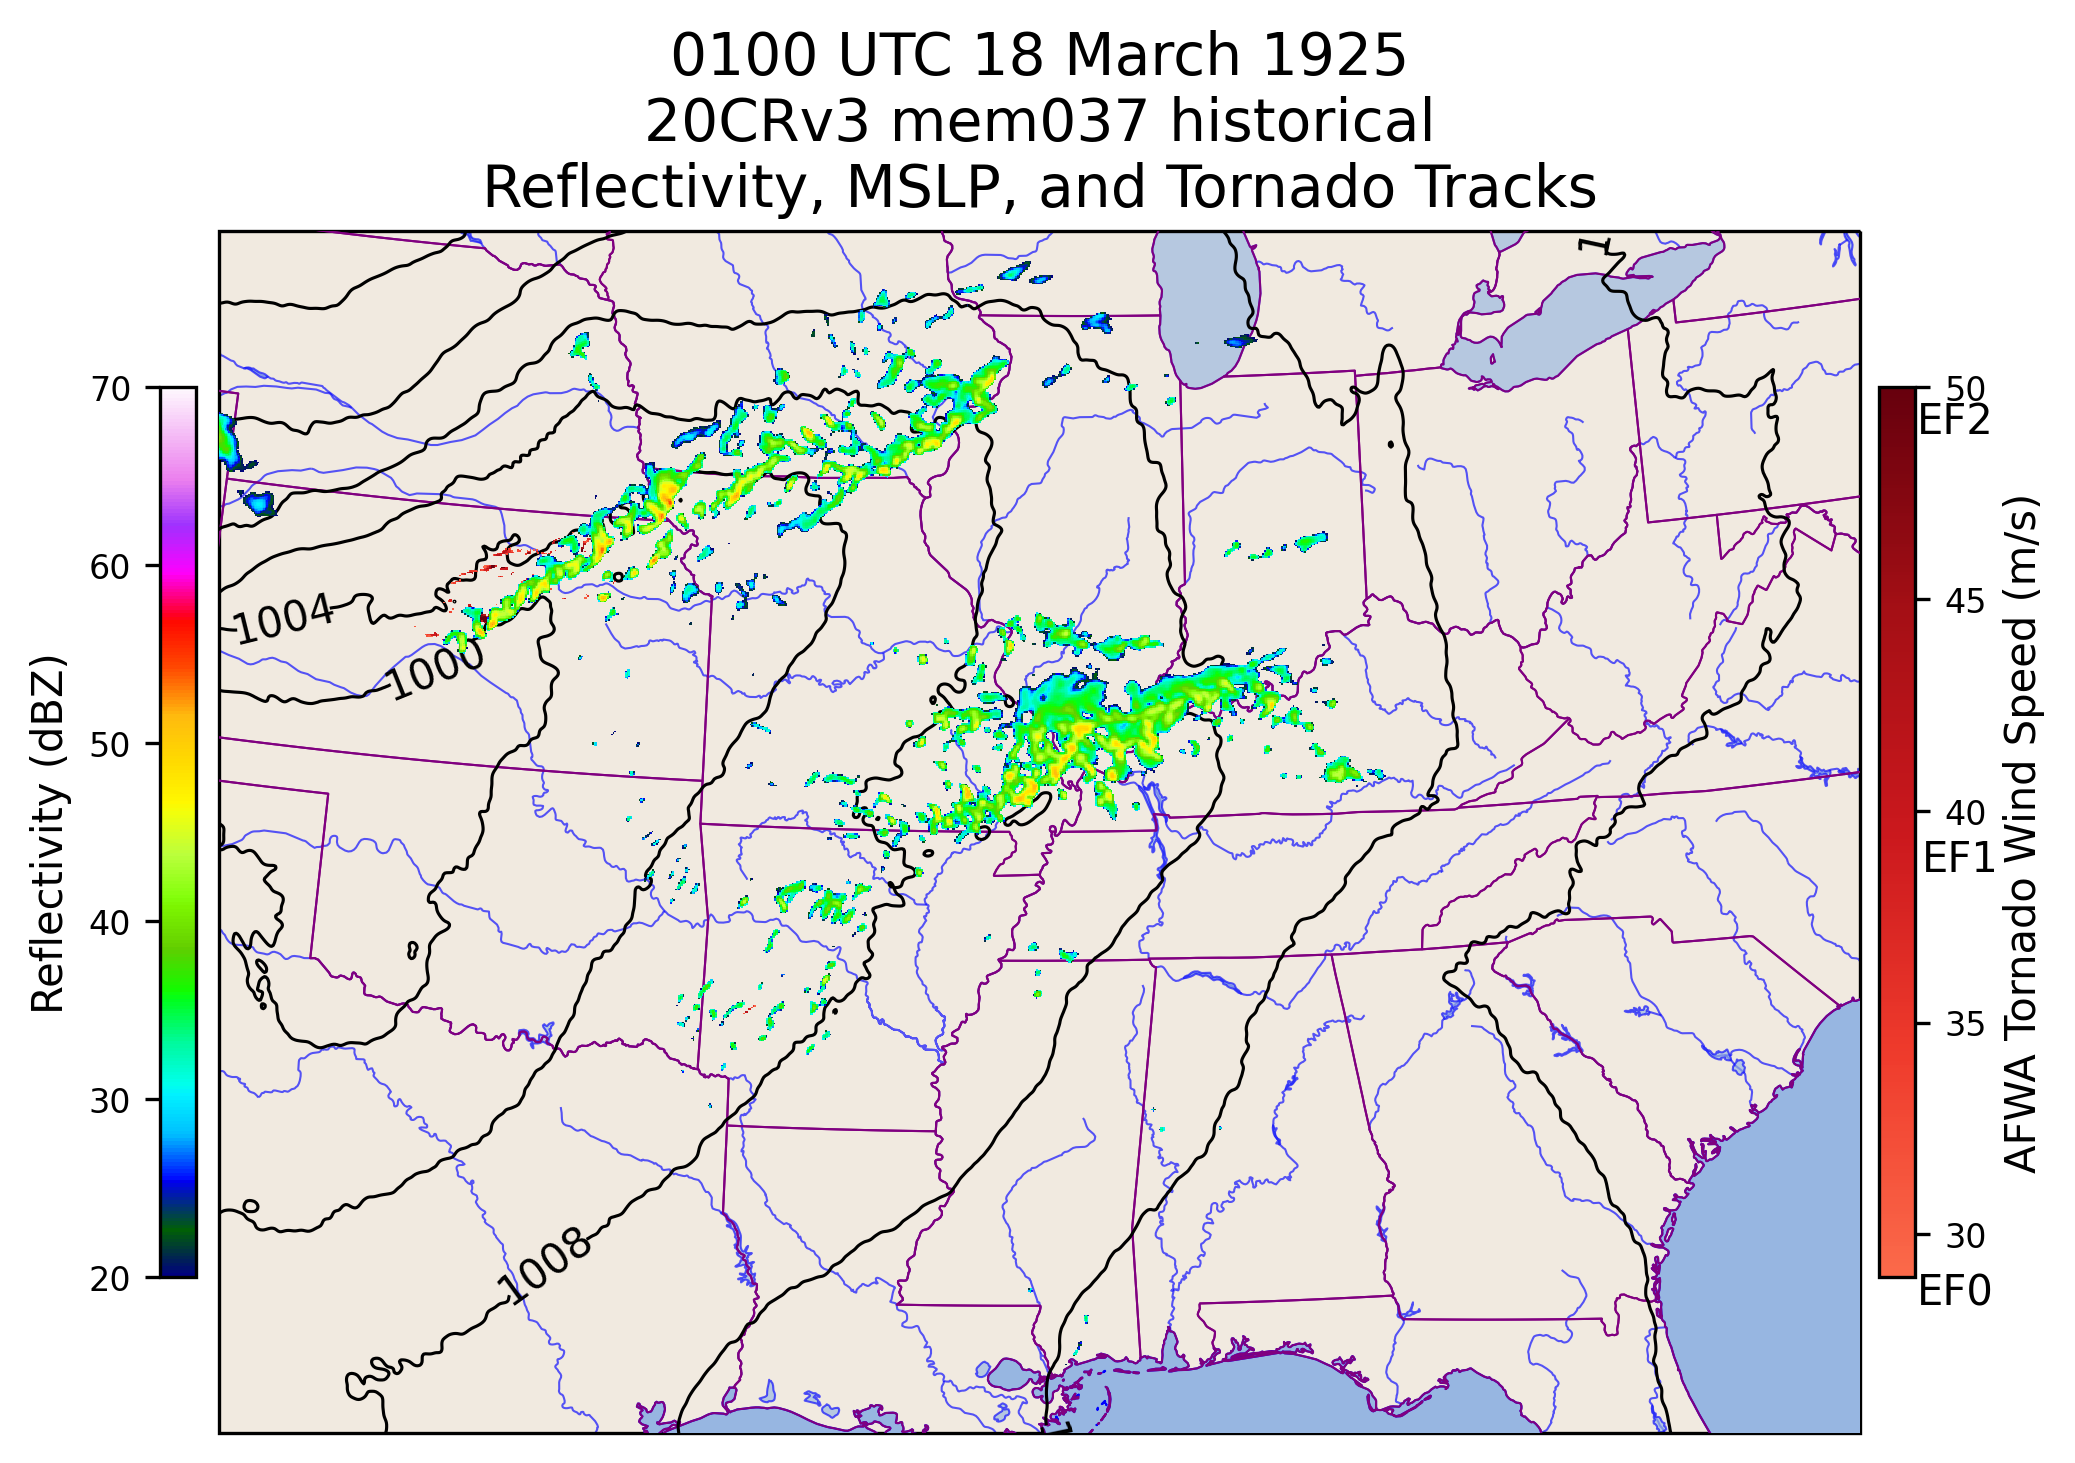 0100 UTC 18 March 1925
20CRv3 mem037 historical
Reflectivity, MSLP, and Tornado Tracks
70
60
50
40
30
20
Reflectivity (dBZ)
1004
1000
1008
50
EF2
45
40
EF1
35
30
EF0
AFWA Tornado Wind Speed (m/s)